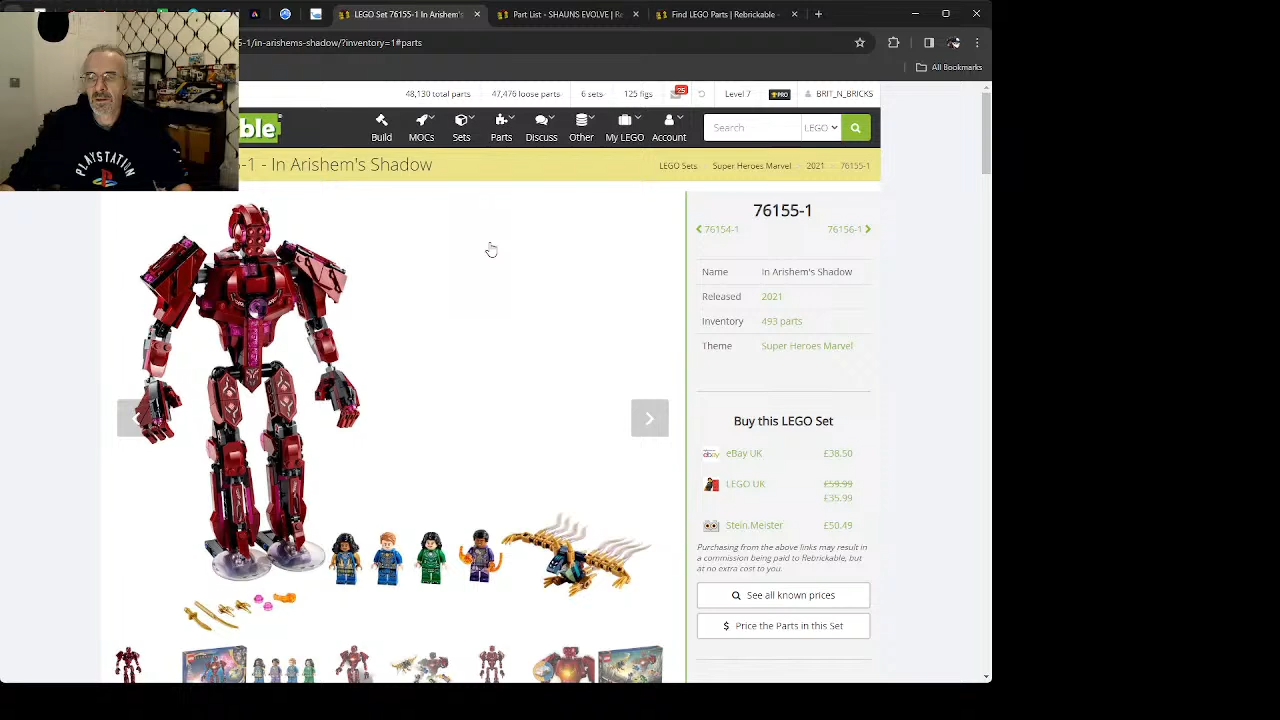 LEGO Set 76155-1 In Arishem's
Part List - SHAUNS EVOLVE | Re
Find LEGO Parts | Rebrickable -
5-1/in-arishems-shadow/?inventory=1#parts
All Bookmarks
48,130 total parts 47,476 loose parts 6 sets 125 figs 25 Level 7 PRO BRIT_N_BRICKS
ble
Build MOCs Sets Parts Discuss Other My LEGO Account Search LEGO
-1 - In Arishem's Shadow
LEGO Sets Super Heroes Marvel 2021 76155-1
PLAYSTATION
76155-1
76154-1 76156-1
Name In Arishem's Shadow
Released 2021
Inventory 493 parts
Theme Super Heroes Marvel
Buy this LEGO Set
ebay eBay UK £38.50
LEGO UK £59.99
£35.99
Stein.Meister £50.49
Purchasing from the above links may result in
a commission being paid to Rebrickable, but
at no extra cost to you.
See all known prices
$ Price the Parts in this Set